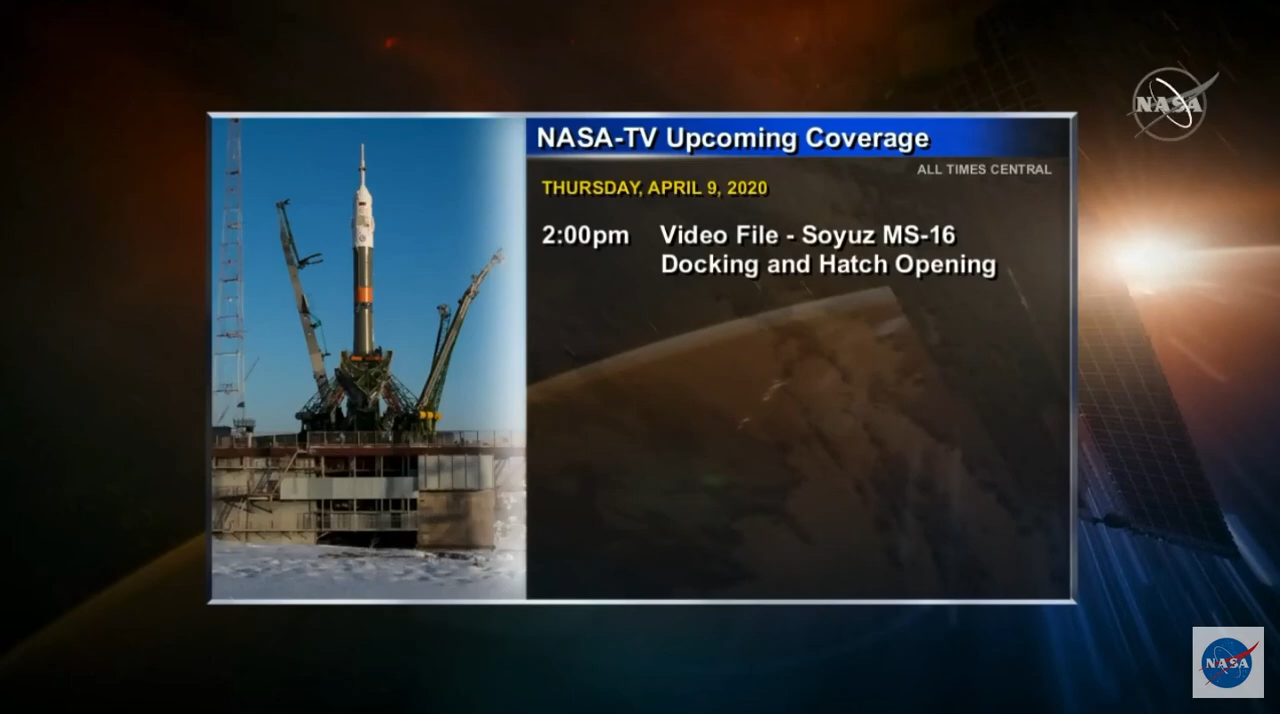 NASA
NASA-TV Upcoming Coverage
ALL TIMES CENTRAL
THURSDAY, APRIL 9, 2020
2:00pm Video File - Soyuz MS-16
Docking and Hatch Opening
NASA